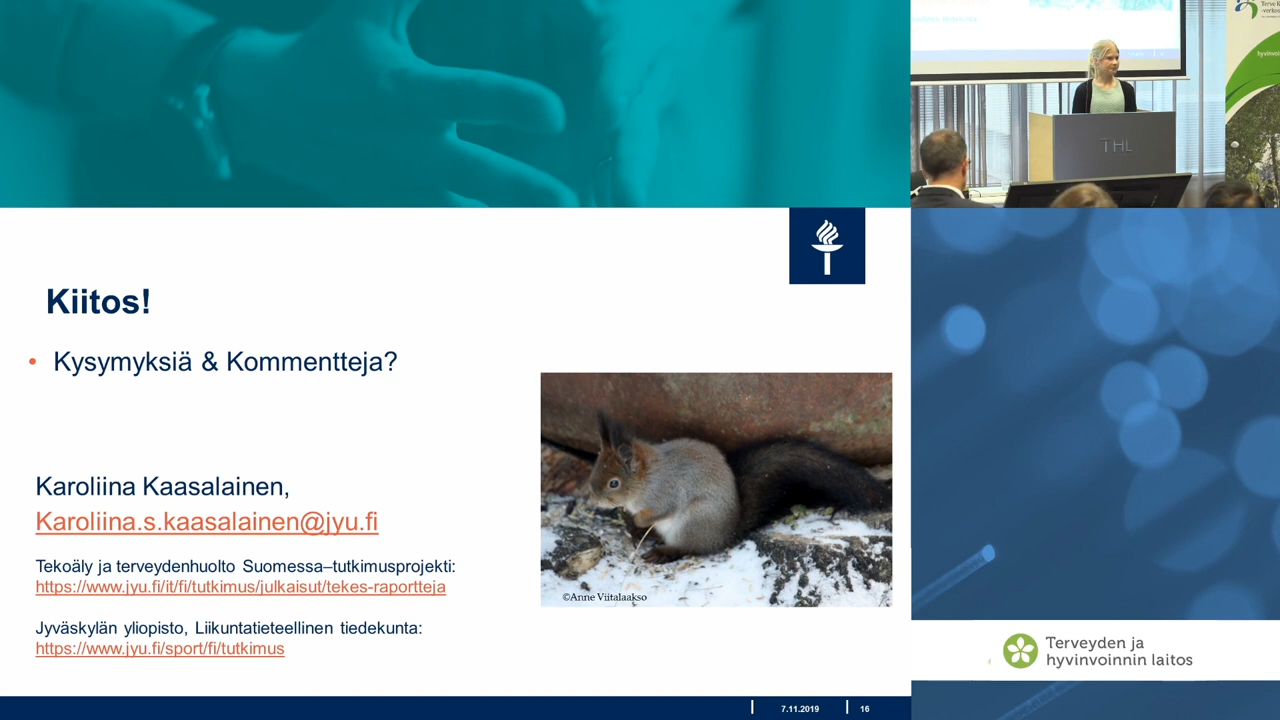 Kiitos!
• Kysymyksiä & Kommentteja?
Karoliina Kaasalainen,
Karoliina.s.kaasalainen@jyu.fi
Tekoäly ja terveydenhuolto Suomessa–tutkimusprojekti:
https://www.jyu.fi/it/fi/tutkimus/julkaisut/tekes-raportteja
Jyväskylän yliopisto, Liikuntatieteellinen tiedekunta:
https://www.jyu.fi/sport/fi/tutkimus
©Anne Viitalaakso
7.11.2019 16
THL
Terveyden ja
hyvinvoinnin laitos